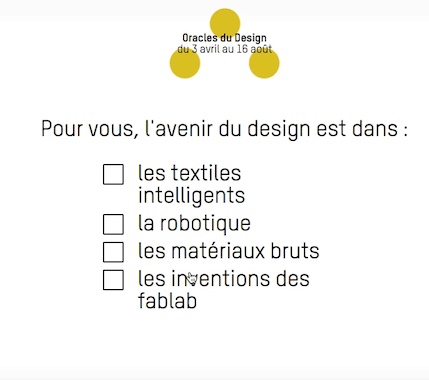 Oracles du Design
du 3 avril au 16 août
Pour vous, l'avenir du design est dans :
les textiles
intelligents
la robotique
les matériaux bruts
les inventions des
fablab